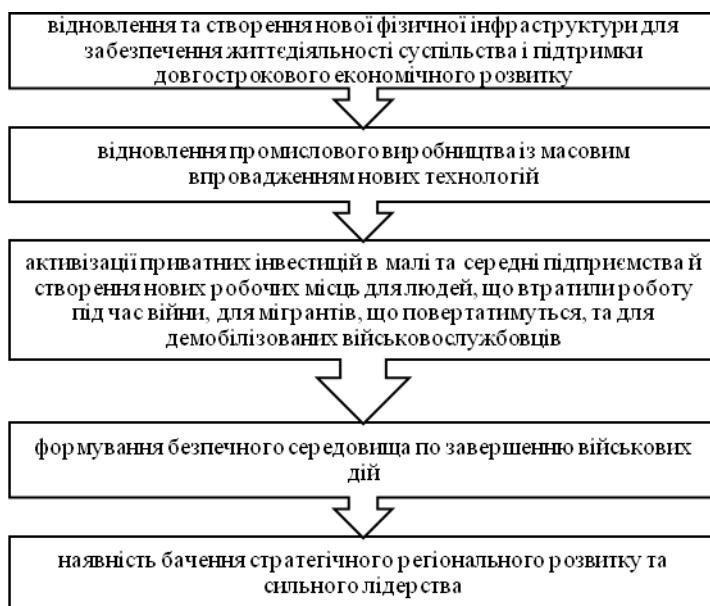 відновлення та створення нової фізичної інфраструктури для
забезпечення життєдіяльності суспільства і підтримки
довгострокового економічного розвитку
відновлення промислового виробництва із масовим
впровадженням нових технологій
активізації приватних інвестицій в малі та середні підприємства й
створення нових робочих місць для людей, що втратили роботу
під час війни, для мігрантів, що повертатимуться, та для
демобілізованих військовослужбовців
формування безпечного середовища по завершенню військових
дій
наявність бачення стратегічного регіонального розвитку та
сильного лідерства